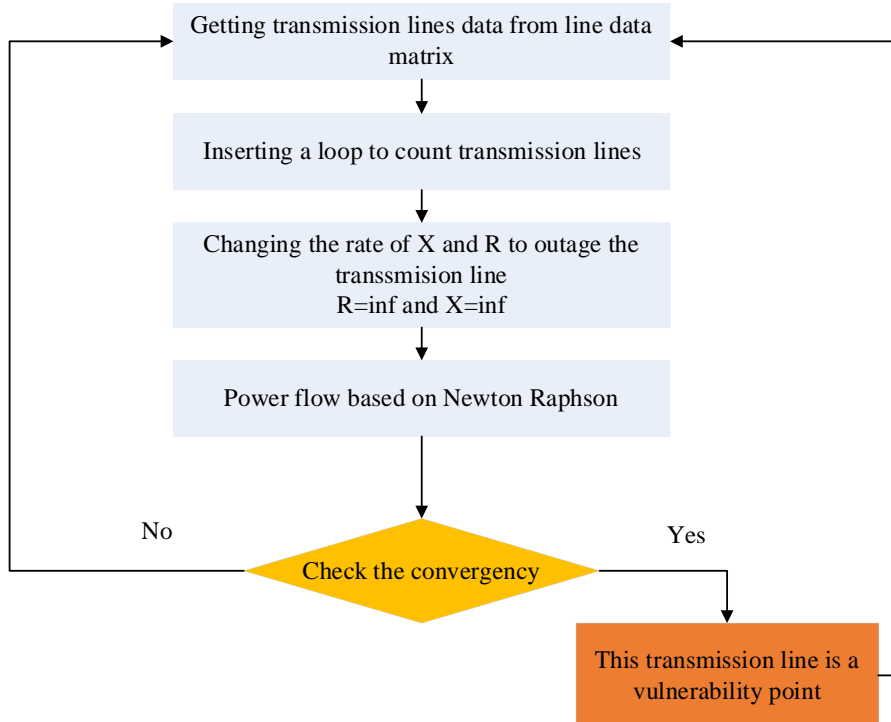 Getting transmission lines data from line data
matrix
Inserting a loop to count transmission lines
Changing the rate of X and R to outage the
transsmision line
R=inf and X=inf
Power flow based on Newton Raphson
No
Yes
Check the convergency
This transmission line is a
vulnerability point